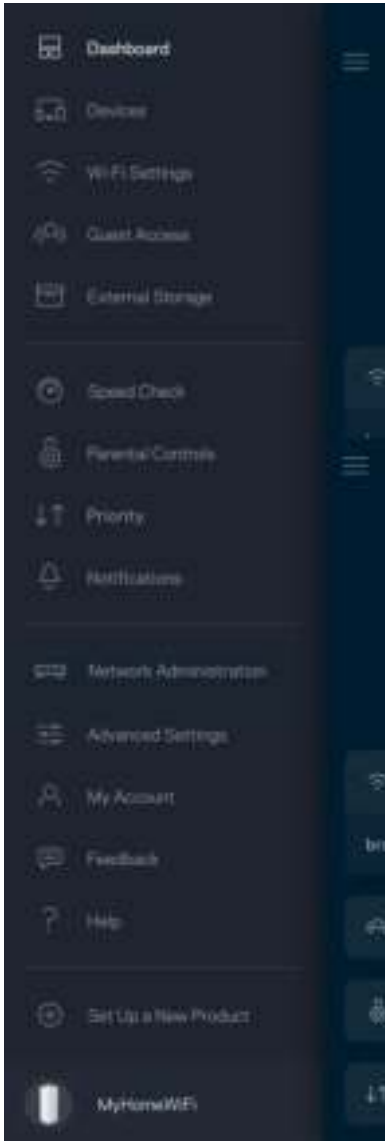 Dashboard
Devices
Wi-Fi Settings
Guest Access
External Storage
Speed Check
Parental Controls
Priority
Notifications
Network Administration
Advanced Settings
My Account
Feedback
Help
Set Up a New Product
MyHomeWiFi